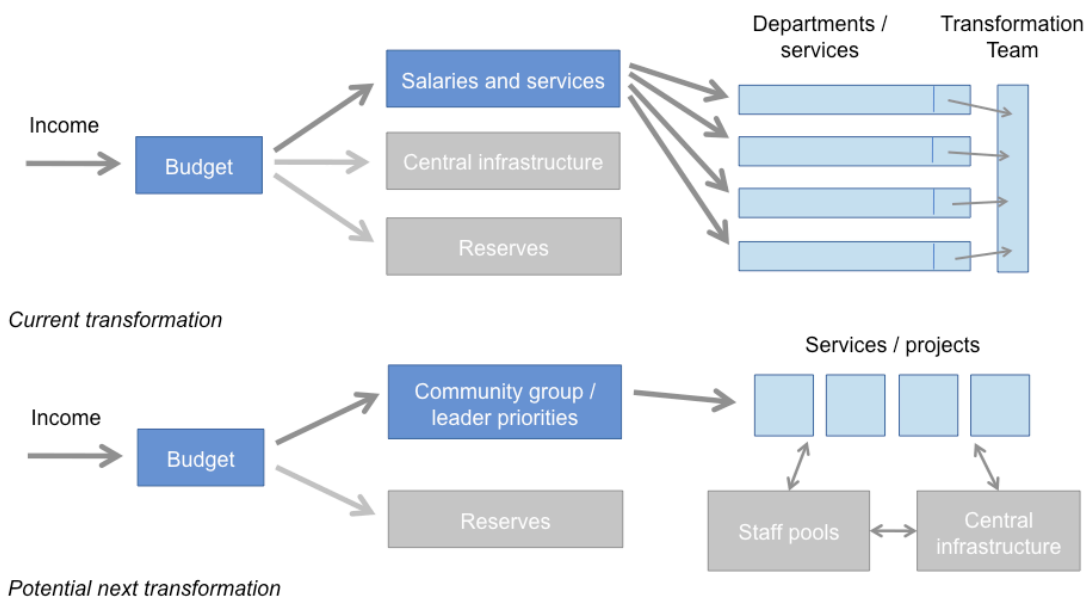 Departments /
services
Transformation
Team
Salaries and services
Income
Budget
Central infrastructure
Reserves
Current transformation
Services / projects
Community group /
leader priorities
Income
Budget
Reserves
Staff pools
Central
infrastructure
Potential next transformation